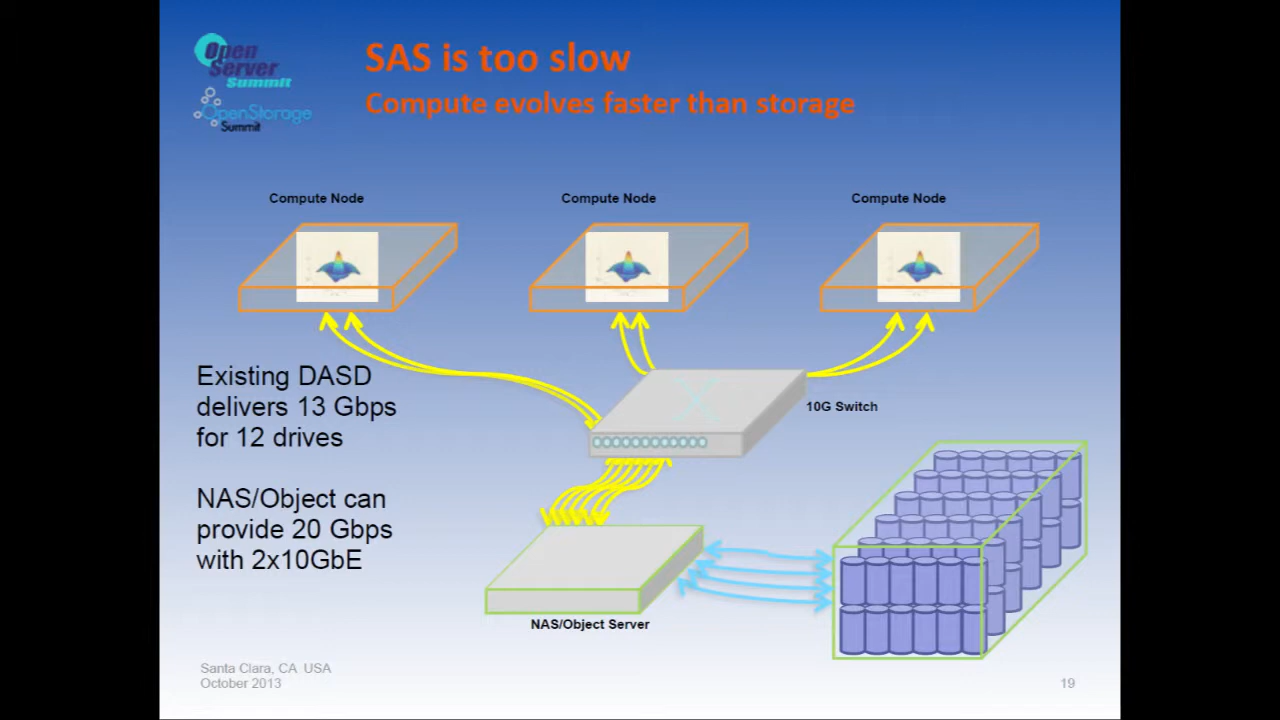 Open
Server
Summit
OpenStorage
Summit
SAS is too slow
Compute evolves faster than storage
Compute Node
Compute Node
Compute Node
Existing DASD
delivers 13 Gbps
for 12 drives
10G Switch
NAS/Object can
provide 20 Gbps
with 2x10GbE
NAS/Object Server
Santa Clara, CA USA
October 2013
19